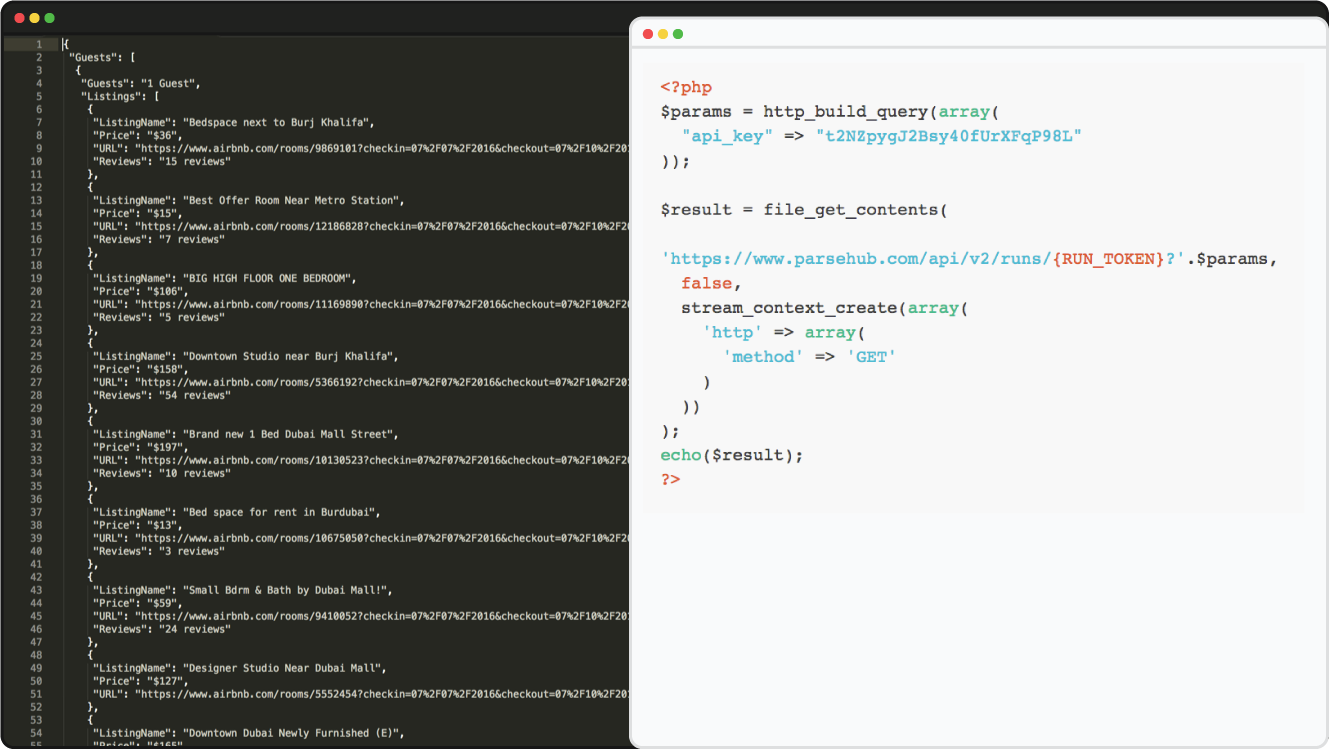 1 {
2 "Guests": [
3 {
4 "Guests": "1 Guest",
5 "Listings": [
6 {
7 "ListingName": "Bedspace next to Burj Khalifa",
8 "Price": "$36",
9 "URL": "https://www.airbnb.com/rooms/9869101?checkin=07%2F07%2F2016&checkout=07%2F10%2F201
10 "Reviews": "15 reviews"
11 },
12 {
13 "ListingName": "Best Offer Room Near Metro Station",
14 "Price": "$15",
15 "URL": "https://www.airbnb.com/rooms/12186828?checkin=07%2F07%2F2016&checkout=07%2F10%2F20
16 "Reviews": "7 reviews"
17 },
18 {
19 "ListingName": "BIG HIGH FLOOR ONE BEDROOM",
20 "Price": "$106",
21 "URL": "https://www.airbnb.com/rooms/11169890?checkin=07%2F07%2F2016&checkout=07%2F10%2F20
22 "Reviews": "5 reviews"
23 },
24 {
25 "ListingName": "Downtown Studio near Burj Khalifa",
26 "Price": "$158",
27 "URL": "https://www.airbnb.com/rooms/5366192?checkin=07%2F07%2F2016&checkout=07%2F10%2F201
28 "Reviews": "54 reviews"
29 },
30 {
31 "ListingName": "Brand new 1 Bed Dubai Mall Street",
32 "Price": "$197",
33 "URL": "https://www.airbnb.com/rooms/10130523?checkin=07%2F07%2F2016&checkout=07%2F10%2F20
34 "Reviews": "10 reviews"
35 },
36 {
37 "ListingName": "Bed space for rent in Burdubai",
38 "Price": "$13",
39 "URL": "https://www.airbnb.com/rooms/10675050?checkin=07%2F07%2F2016&checkout=07%2F10%2F20
40 "Reviews": "3 reviews"
41 },
42 {
43 "ListingName": "Small Bdrm & Bath by Dubai Mall!",
44 "Price": "$59",
45 "URL": "https://www.airbnb.com/rooms/9410052?checkin=07%2F07%2F2016&checkout=07%2F10%2F201
46 "Reviews": "24 reviews"
47 },
48 {
49 "ListingName": "Designer Studio Near Dubai Mall",
50 "Price": "$127",
51 "URL": "https://www.airbnb.com/rooms/5552454?checkin=07%2F07%2F2016&checkout=07%2F10%2F201
52 },
53 {
54 "ListingName": "Downtown Dubai Newly Furnished (E)",
55 "Price": "$165"
<?php
$params = http_build_query(array(
"api_key" => "t2NZpygJ2Bsy40fUrXFqP98L"
));
$result = file_get_contents(
'https://www.parsehub.com/api/v2/runs/{RUN_TOKEN}?'.$params,
false,
stream_context_create(array(
'http' => array(
'method' => 'GET'
)
))
);
echo($result);
?>